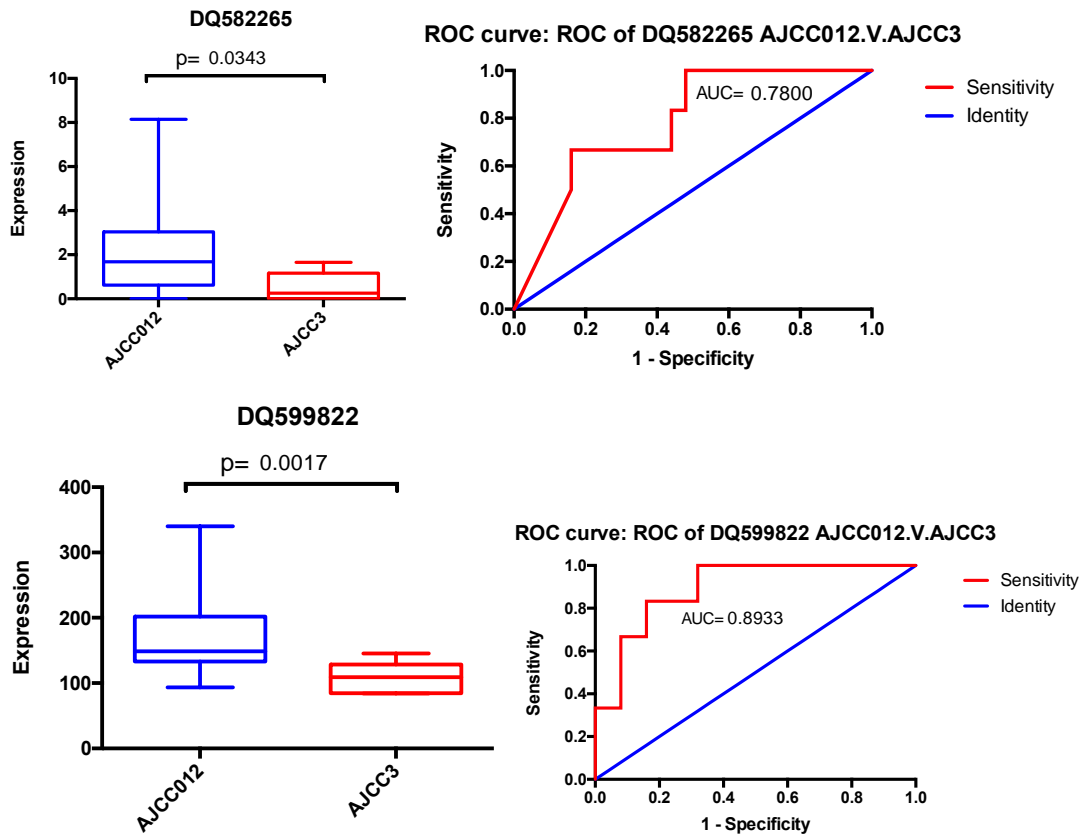 DQ582265
p= 0.0343
Expression
10
8
6
4
2
0
AJCC012
AJCC3
ROC curve: ROC of DQ582265 AJCC012.V.AJCC3
AUC= 0.7800
Sensitivity
1.0
0.8
0.6
0.4
0.2
0.0
0.0 0.2 0.4 0.6 0.8 1.0
1 - Specificity
Sensitivity
Identity
DQ599822
p= 0.0017
Expression
400
300
200
100
0
AJCC012
AJCC3
ROC curve: ROC of DQ599822 AJCC012.V.AJCC3
AUC= 0.8933
Sensitivity
1.0
0.8
0.6
0.4
0.2
0.0
0.0 0.2 0.4 0.6 0.8 1.0
1 - Specificity
Sensitivity
Identity